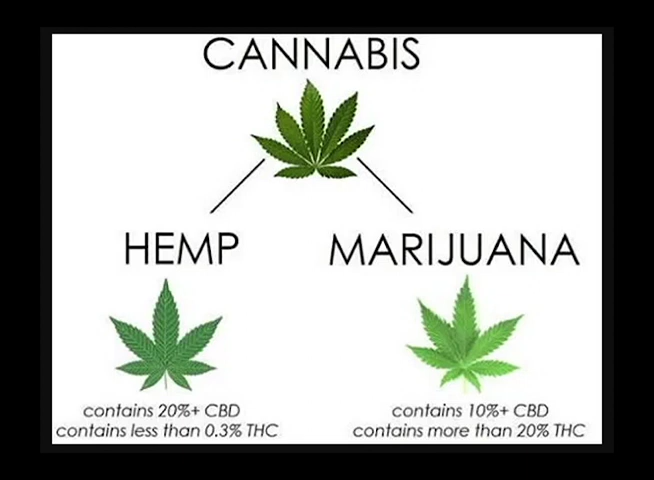 CANNABIS
HEMP
MARIJUANA
contains 20%+ CBD
contains less than 0.3% THC
contains 10%+ CBD
contains more than 20% THC